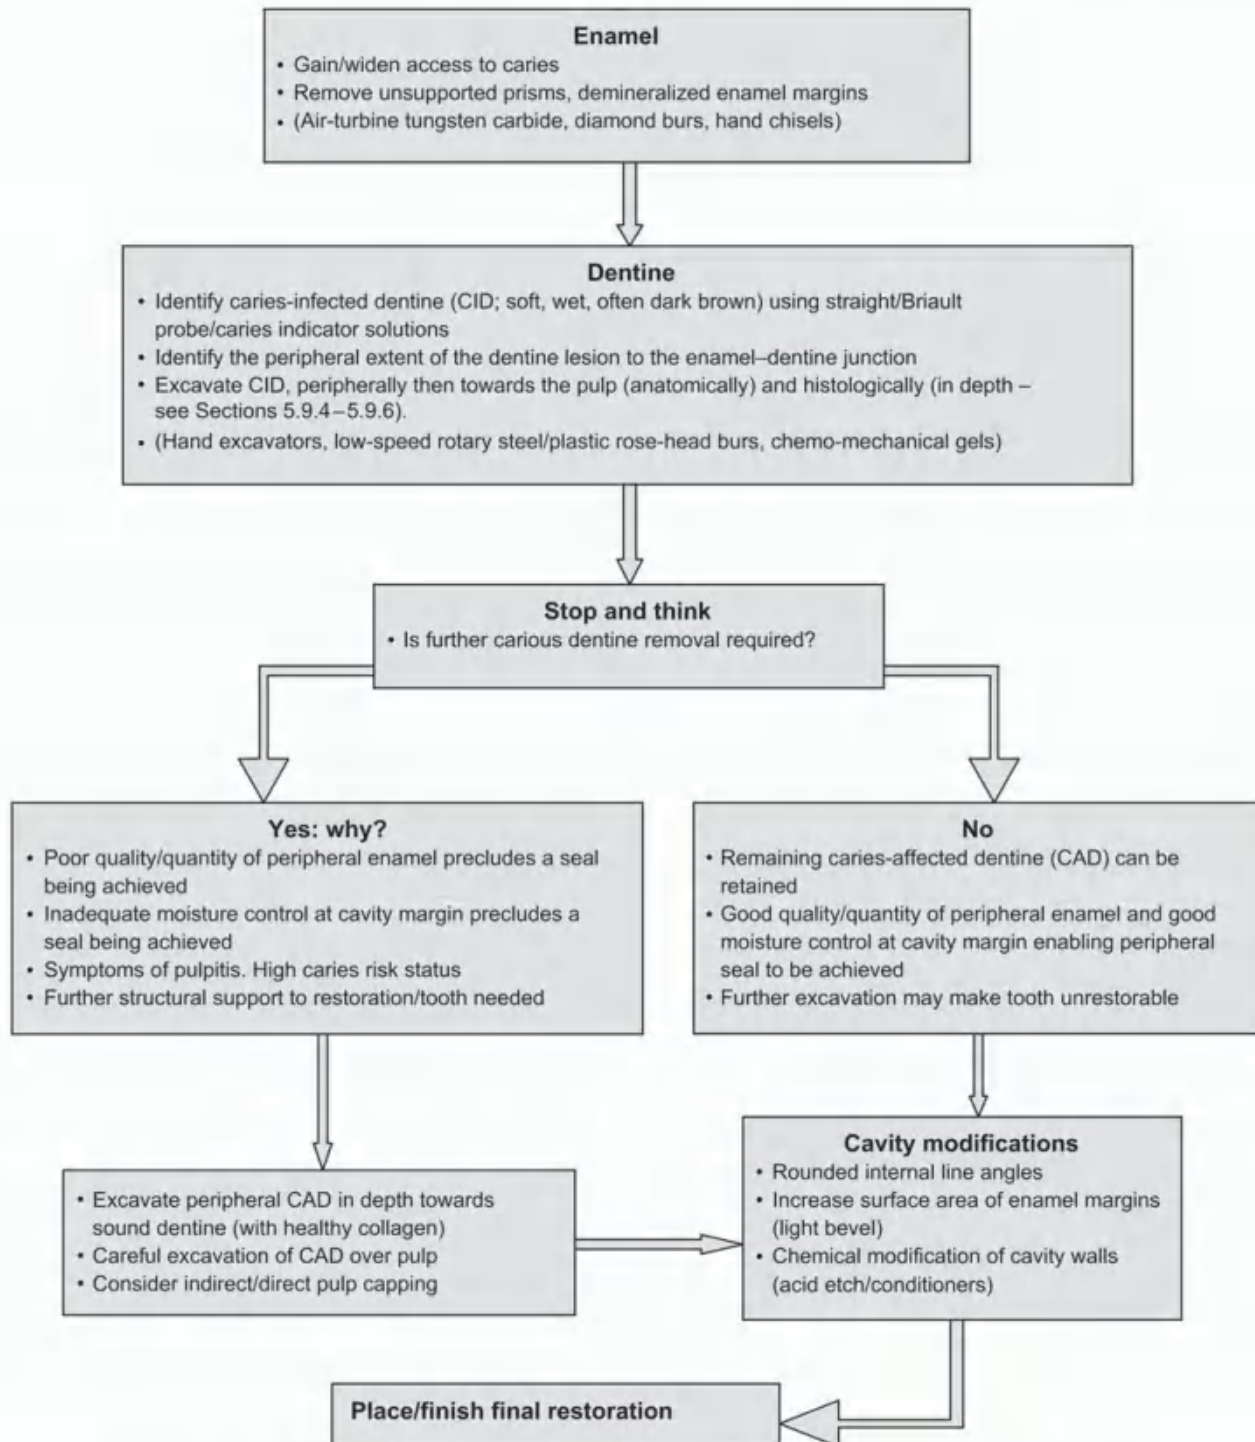 Enamel
• Gain/widen access to caries
• Remove unsupported prisms, demineralized enamel margins
• (Air-turbine tungsten carbide, diamond burs, hand chisels)
Dentine
• Identify caries-infected dentine (CID; soft, wet, often dark brown) using straight/Briault
probe/caries indicator solutions
• Identify the peripheral extent of the dentine lesion to the enamel–dentine junction
• Excavate CID, peripherally then towards the pulp (anatomically) and histologically (in depth –
see Sections 5.9.4–5.9.6).
• (Hand excavators, low-speed rotary steel/plastic rose-head burs, chemo-mechanical gels)
Stop and think
• Is further carious dentine removal required?
Yes: why?
• Poor quality/quantity of peripheral enamel precludes a seal
being achieved
• Inadequate moisture control at cavity margin precludes a
seal being achieved
• Symptoms of pulpitis. High caries risk status
• Further structural support to restoration/tooth needed
No
• Remaining caries-affected dentine (CAD) can be
retained
• Good quality/quantity of peripheral enamel and good
moisture control at cavity margin enabling peripheral
seal to be achieved
• Further excavation may make tooth unrestorable
• Excavate peripheral CAD in depth towards
sound dentine (with healthy collagen)
• Careful excavation of CAD over pulp
• Consider indirect/direct pulp capping
Cavity modifications
• Rounded internal line angles
• Increase surface area of enamel margins
(light bevel)
• Chemical modification of cavity walls
(acid etch/conditioners)
Place/finish final restoration